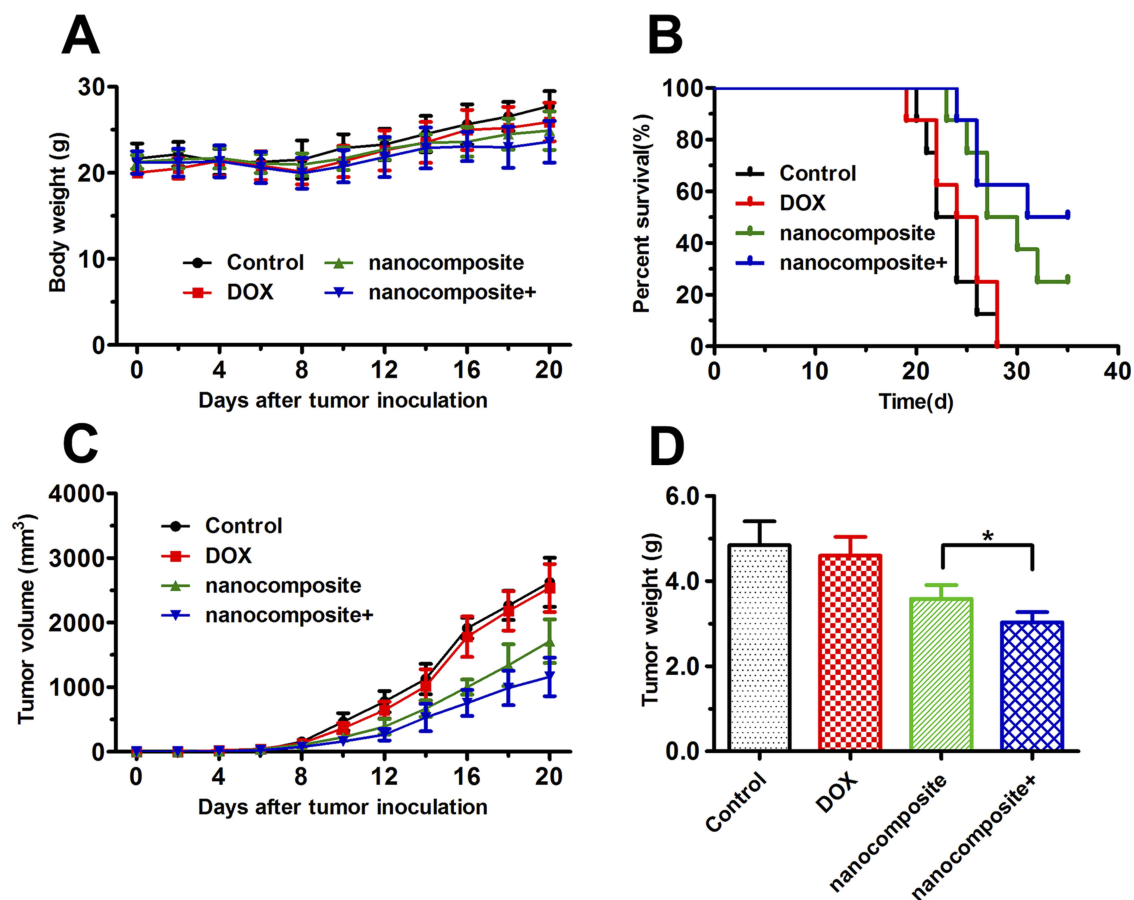 A
Body weight (g)
30
20
10
0
Control
DOX
nanocomposite
nanocomposite+
0 4 8 12 16 20
Days after tumor inoculation
B
Percent survival(%)
100
80
60
40
20
0
Control
DOX
nanocomposite
nanocomposite+
0 10 20 30 40
Time(d)
C
Tumor volume (mm³)
4000
3000
2000
1000
0
Control
DOX
nanocomposite
nanocomposite+
0 4 8 12 16 20
Days after tumor inoculation
D
Tumor weight (g)
6.0
4.0
2.0
0.0
*
Control
DOX
nanocomposite
nanocomposite+